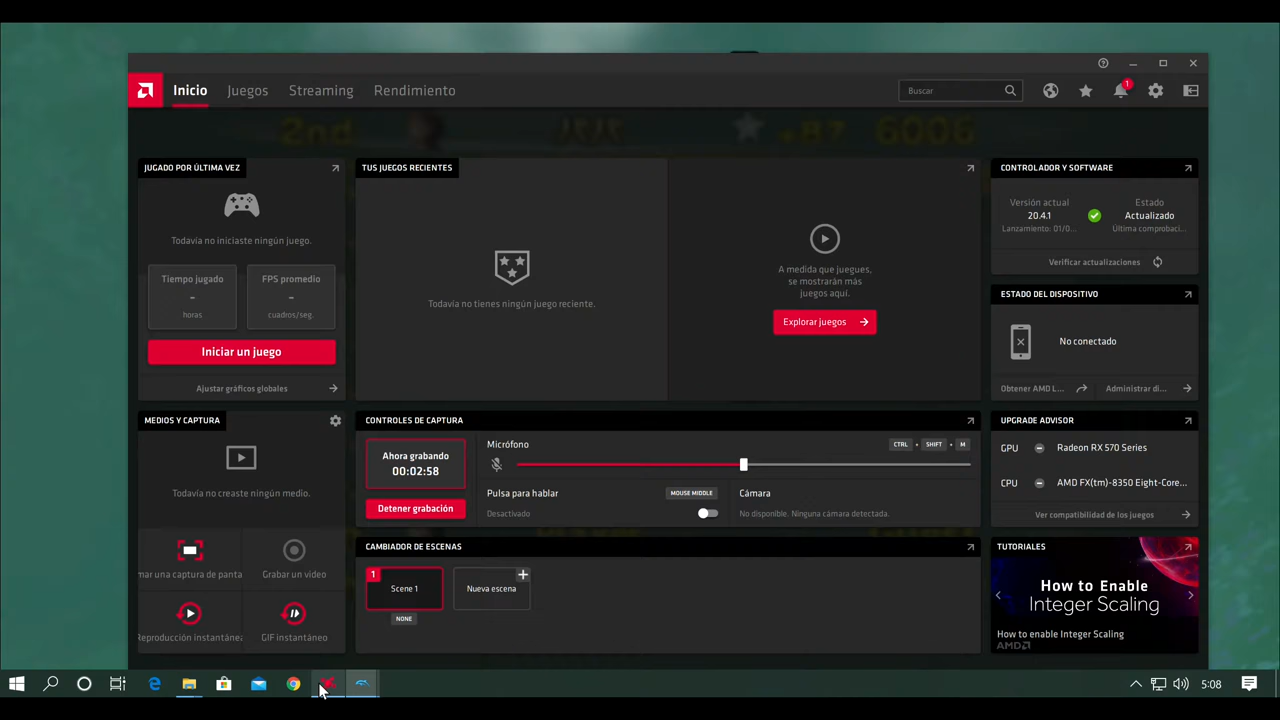 Inicio
Juegos
Streaming
Rendimiento
Buscar
1
2nd
+87
6006
JUGADO POR ÚLTIMA VEZ
Todavía no iniciaste ningún juego.
Tiempo jugado
-
horas
FPS promedio
-
cuadros/seg.
Iniciar un juego
Ajustar gráficos globales
TUS JUEGOS RECIENTES
Todavía no tienes ningún juego reciente.
A medida que juegues,
se mostrarán más
juegos aquí.
Explorar juegos
CONTROLADOR Y SOFTWARE
Versión actual
20.4.1
Lanzamiento: 01/0...
Estado
Actualizado
Última comprobaci...
Verificar actualizaciones
ESTADO DEL DISPOSITIVO
No conectado
Obtener AMD L...
Administrar di...
MEDIOS Y CAPTURA
Todavía no creaste ningún medio.
mar una captura de panta
Grabar un video
Reproducción instantánea
GIF instantáneo
CONTROLES DE CAPTURA
Ahora grabando
00:02:58
Detener grabación
Micrófono
CTRL + SHIFT + M
Pulsa para hablar
MOUSE MIDDLE
Desactivado
Cámara
No disponible. Ninguna cámara detectada.
CAMBIADOR DE ESCENAS
1
Scene 1
NONE
Nueva escena
UPGRADE ADVISOR
GPU
Radeon RX 570 Series
CPU
AMD FX(tm)-8350 Eight-Core...
Ver compatibilidad de los juegos
TUTORIALES
How to Enable
Integer Scaling
How to enable Integer Scaling
AMD
5:08